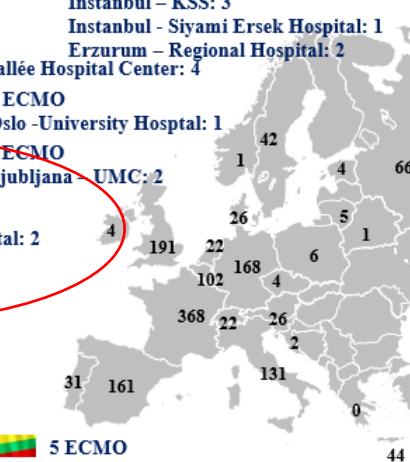 Instanbul – KSS: 3
Instanbul - Siyami Ersek Hospital: 1
Erzurum – Regional Hospital: 2
allée Hospital Center: 4
ECMO
Oslo -University Hosptal: 1
ECMO
jubljana – UMC: 2
tal: 2
42
1
4
66
26
5
1
4
191
22
6
168
102
4
368
22
26
2
131
31
161
0
44
5 ECMO